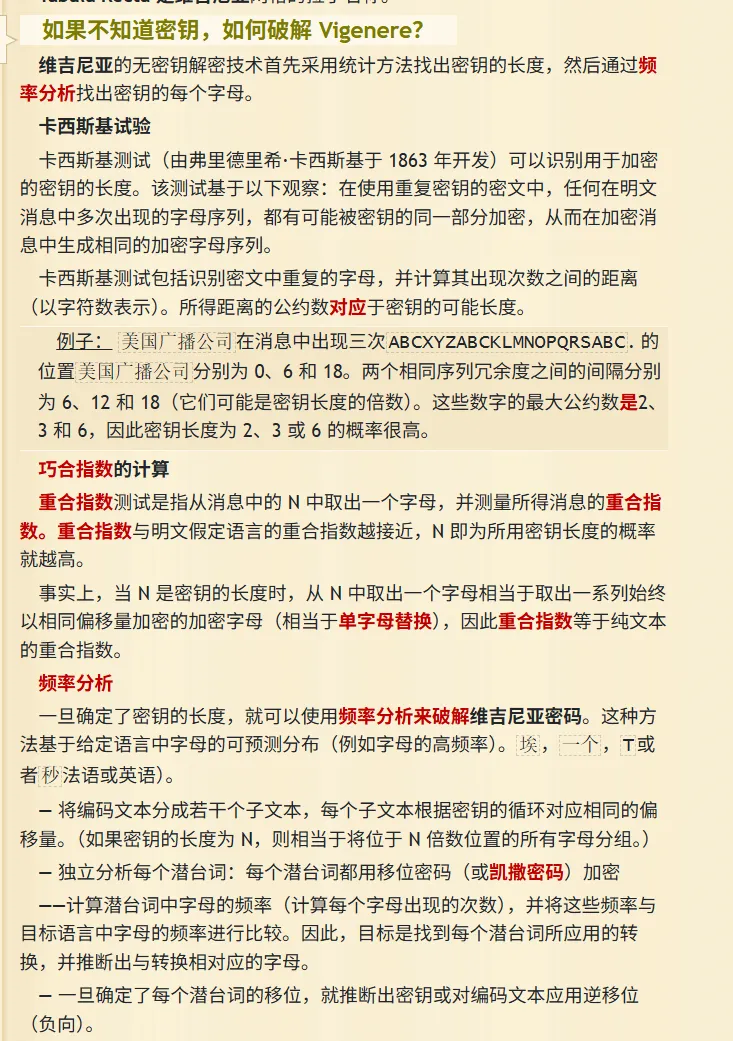 如果不知道密钥，如何破解 Vigenere？
维吉尼亚的无密钥解密技术首先采用统计方法找出密钥的长度，然后通过频
率分析找出密钥的每个字母。
卡西斯基试验
卡西斯基测试（由弗里德里希·卡西斯基于 1863 年开发）可以识别用于加密
的密钥的长度。该测试基于以下观察：在使用重复密钥的密文中，任何在明文
消息中多次出现的字母序列，都有可能被密钥的同一部分加密，从而在加密消
息中生成相同的加密字母序列。
卡西斯基测试包括识别密文中重复的字母，并计算其出现次数之间的距离
（以字符数表示）。所得距离的公约数对应于密钥的可能长度。
例子： 美国广播公司在消息中出现三次ABCXYZABCKLMNOPQRSABC. 的
位置美国广播公司分别为 0、6 和 18。两个相同序列冗余度之间的间隔分别
为 6、12 和 18（它们可能是密钥长度的倍数）。这些数字的最大公约数是2、
3 和 6，因此密钥长度为 2、3 或 6 的概率很高。
巧合指数的计算
重合指数测试是指从消息中的 N 中取出一个字母，并测量所得消息的重合指
数。重合指数与明文假定语言的重合指数越接近，N 即为所用密钥长度的概率
就越高。
事实上，当 N 是密钥的长度时，从 N 中取出一个字母相当于取出一系列始终
以相同偏移量加密的加密字母（相当于单字母替换），因此重合指数等于纯文本
的重合指数。
频率分析
一旦确定了密钥的长度，就可以使用频率分析来破解维吉尼亚密码。这种方
法基于给定语言中字母的可预测分布（例如字母的高频率）。埃，一个，T或
者秒法语或英语）。
— 将编码文本分成若干个子文本，每个子文本根据密钥的循环对应相同的偏
移量。（如果密钥的长度为 N，则相当于将位于 N 倍数位置的所有字母分组。）
— 独立分析每个潜台词：每个潜台词都用移位密码（或凯撒密码）加密
——计算潜台词中字母的频率（计算每个字母出现的次数），并将这些频率与
目标语言中字母的频率进行比较。因此，目标是找到每个潜台词所应用的转
换，并推断出与转换相对应的字母。
— 一旦确定了每个潜台词的移位，就推断出密钥或对编码文本应用逆移位
（负向）。